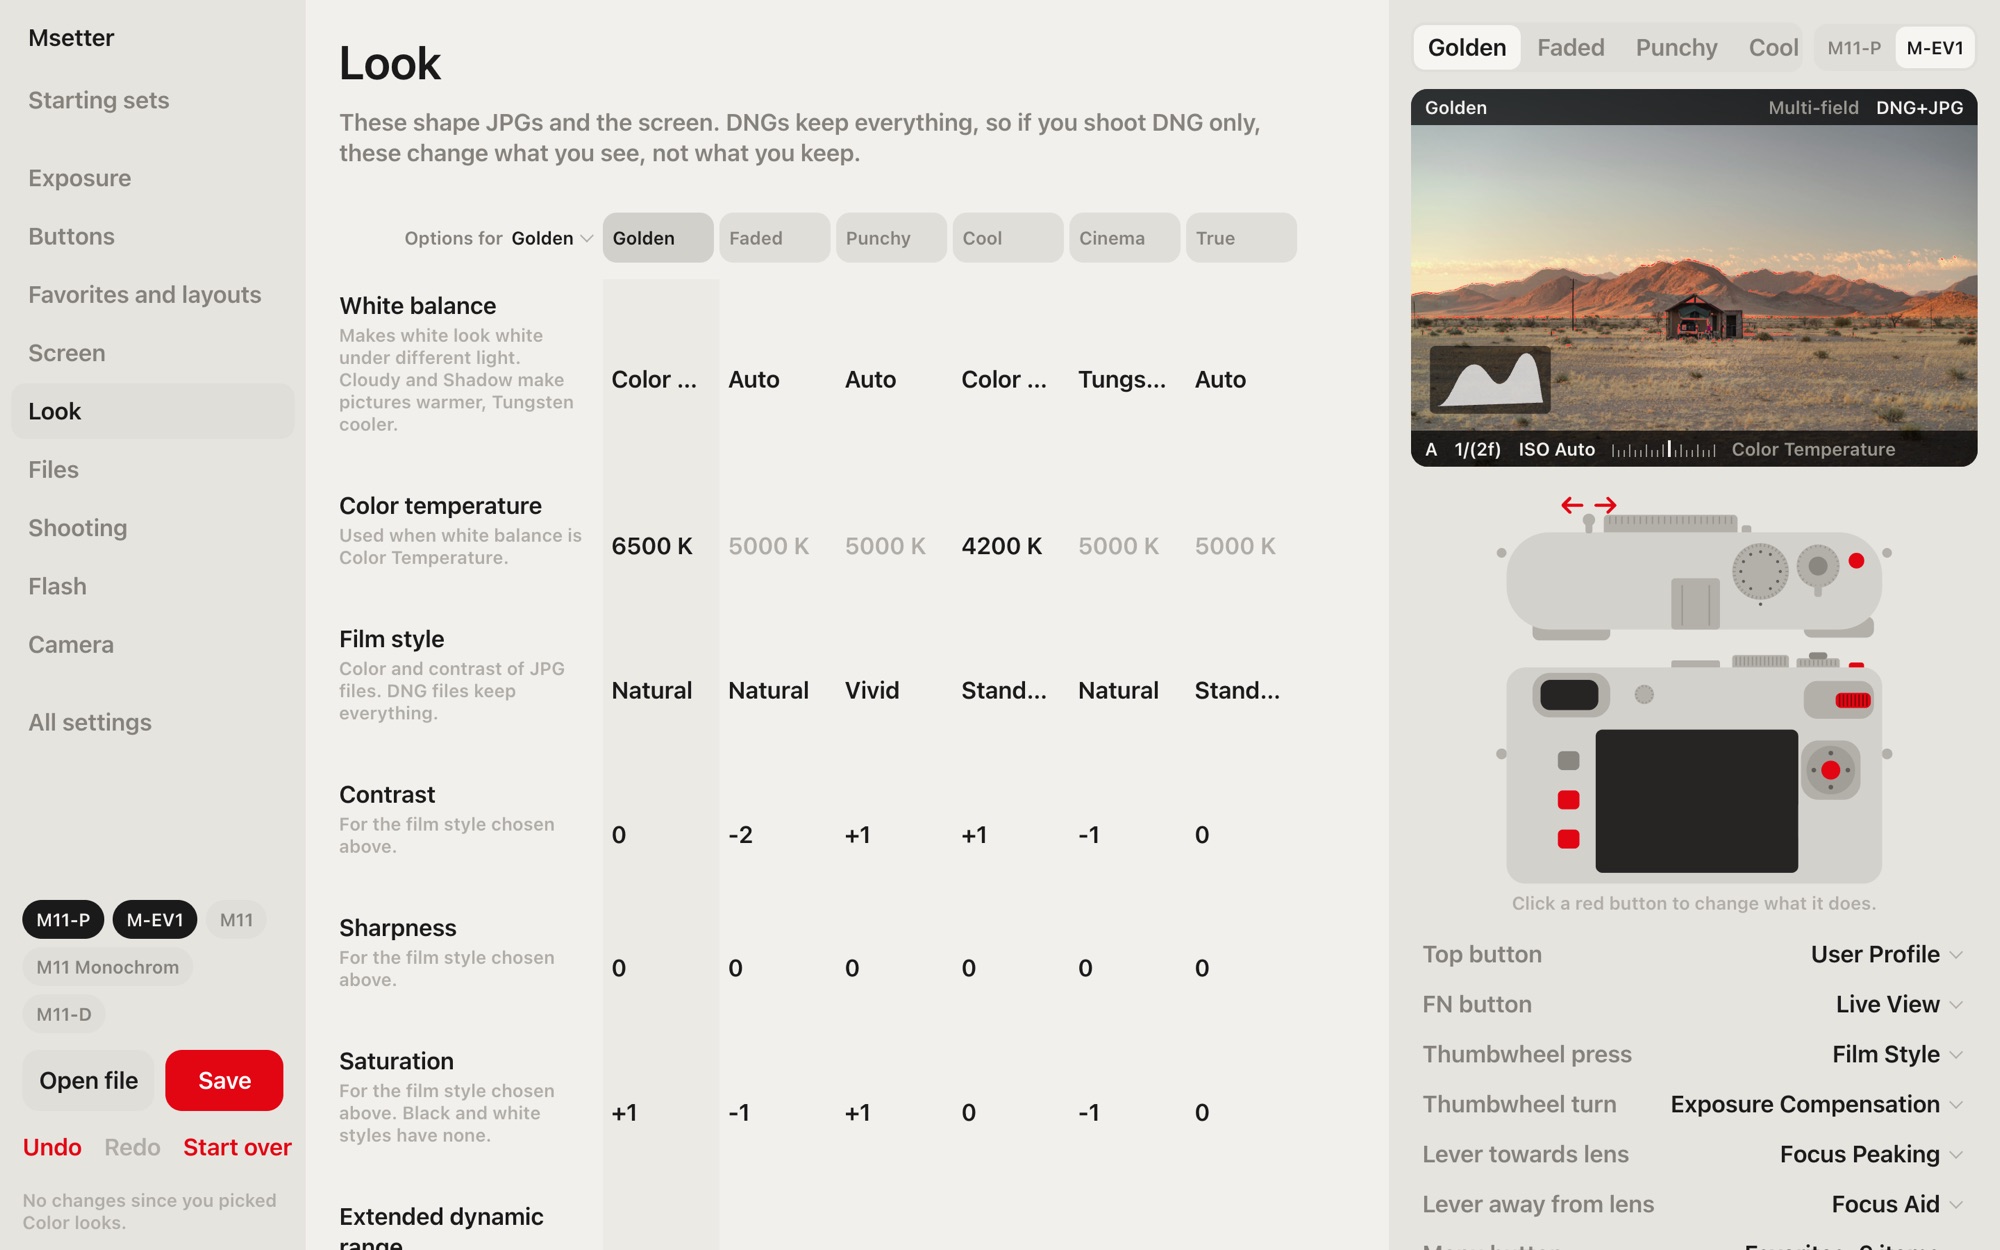 Msetter
Starting sets
Exposure
Buttons
Favorites and layouts
Screen
Look
Files
Shooting
Flash
Camera
All settings
M11-P
M-EV1
M11
M11 Monochrom
M11-D
Open file
Save
Undo
Redo
Start over
No changes since you picked
Color looks.
Look
These shape JPGs and the screen. DNGs keep everything, so if you shoot DNG only,
these change what you see, not what you keep.
Options for Golden
Golden
Faded
Punchy
Cool
Cinema
True
White balance
Makes white look white
under different light.
Cloudy and Shadow make
pictures warmer, Tungsten
cooler.
Color ...
Auto
Auto
Color ...
Tungs...
Auto
Color temperature
Used when white balance is
Color Temperature.
6500 K
5000 K
5000 K
4200 K
5000 K
5000 K
Film style
Color and contrast of JPG
files. DNG files keep
everything.
Natural
Natural
Vivid
Stand...
Natural
Stand...
Contrast
For the film style chosen
above.
0
-2
+1
+1
-1
0
Sharpness
For the film style chosen
above.
0
0
0
0
0
0
Saturation
For the film style chosen
above. Black and white
styles have none.
+1
-1
+1
0
-1
0
Extended dynamic
range
Golden
Faded
Punchy
Cool
M11-P
M-EV1
Golden
Multi-field
DNG+JPG
A
1/(2f)
ISO Auto
Color Temperature
Click a red button to change what it does.
Top button
User Profile
FN button
Live View
Thumbwheel press
Film Style
Thumbwheel turn
Exposure Compensation
Lever towards lens
Focus Peaking
Lever away from lens
Focus Aid